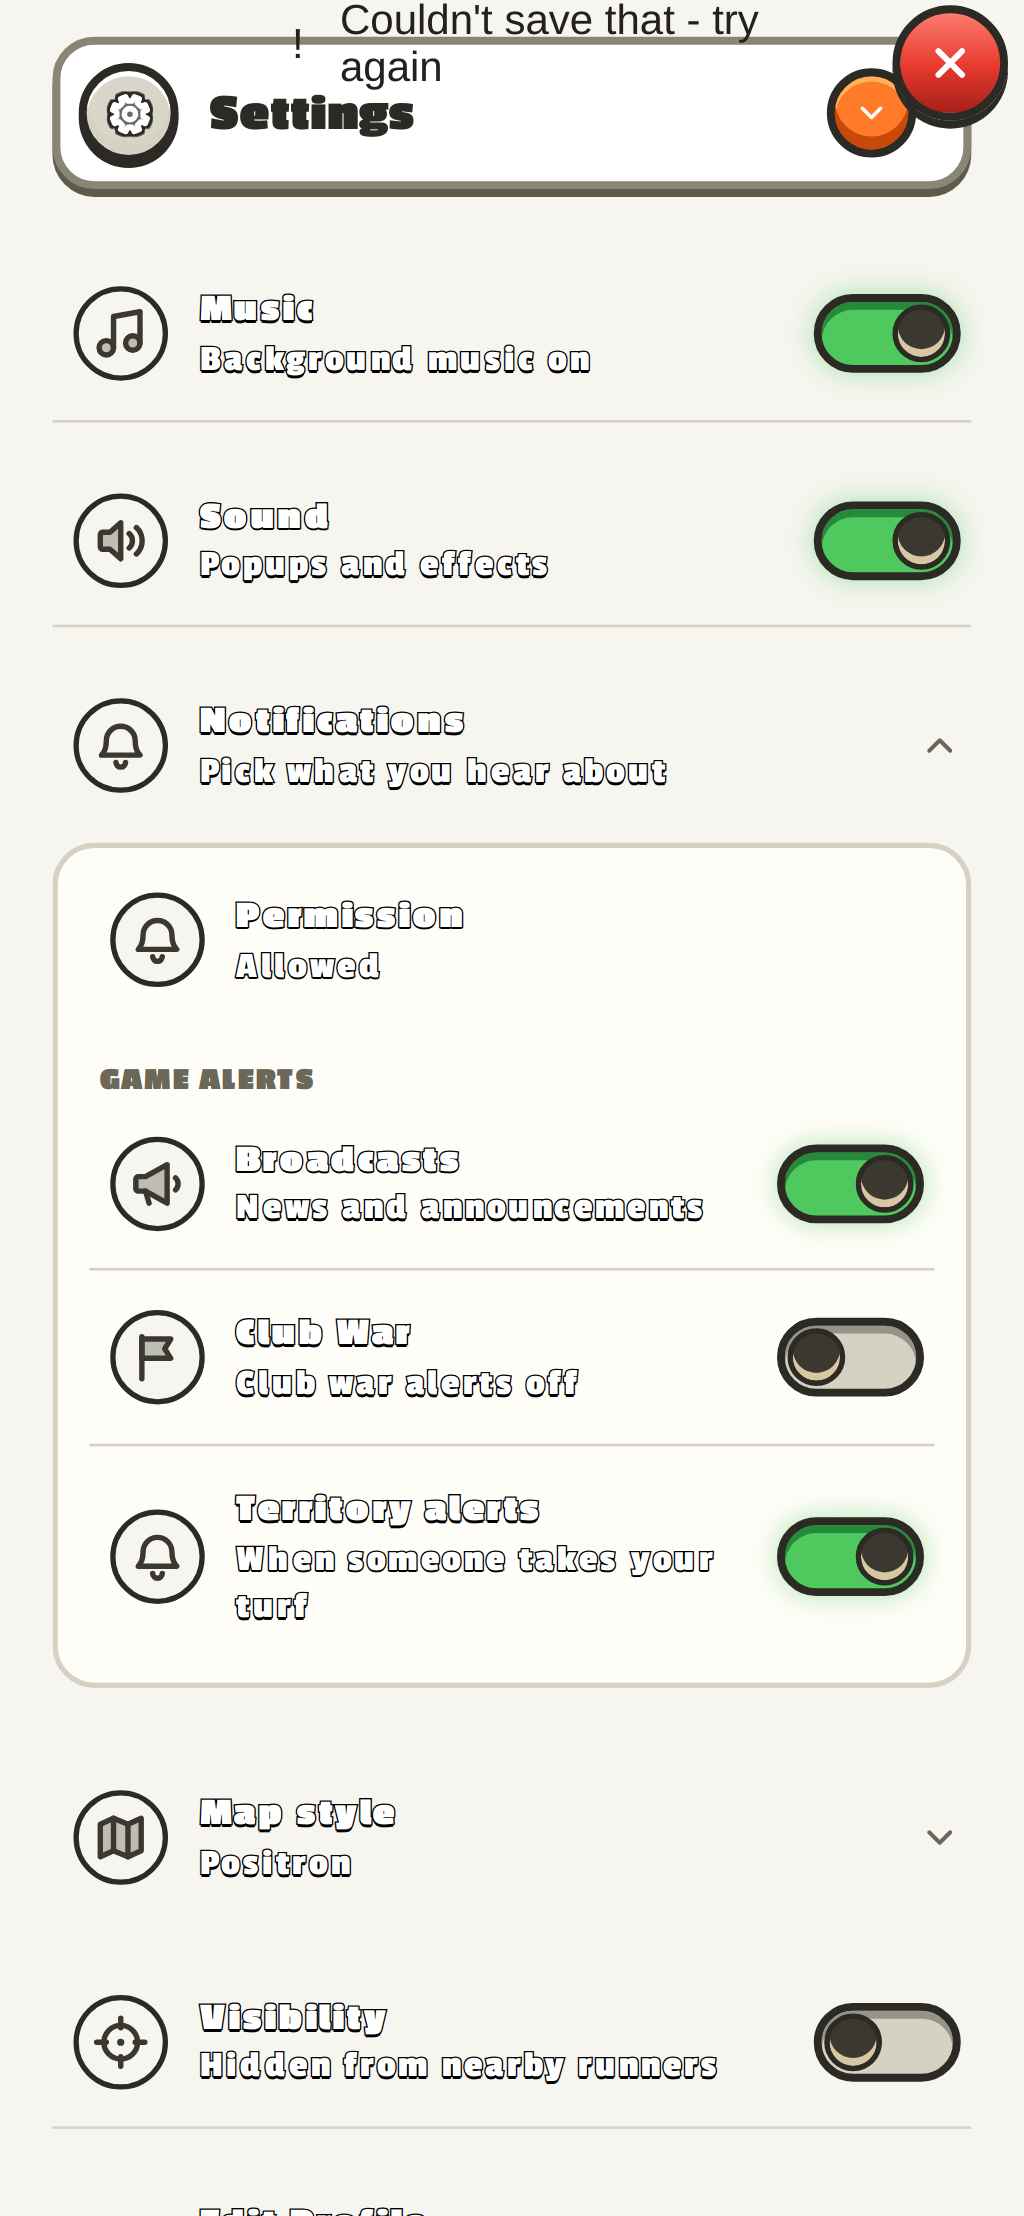 ! Couldn't save that - try
again
Settings
Music
Background music on
Sound
Popups and effects
Notifications
Pick what you hear about
Permission
Allowed
GAME ALERTS
Broadcasts
News and announcements
Club War
Club war alerts off
Territory alerts
When someone takes your
turf
Map style
Positron
Visibility
Hidden from nearby runners
Edit Profile